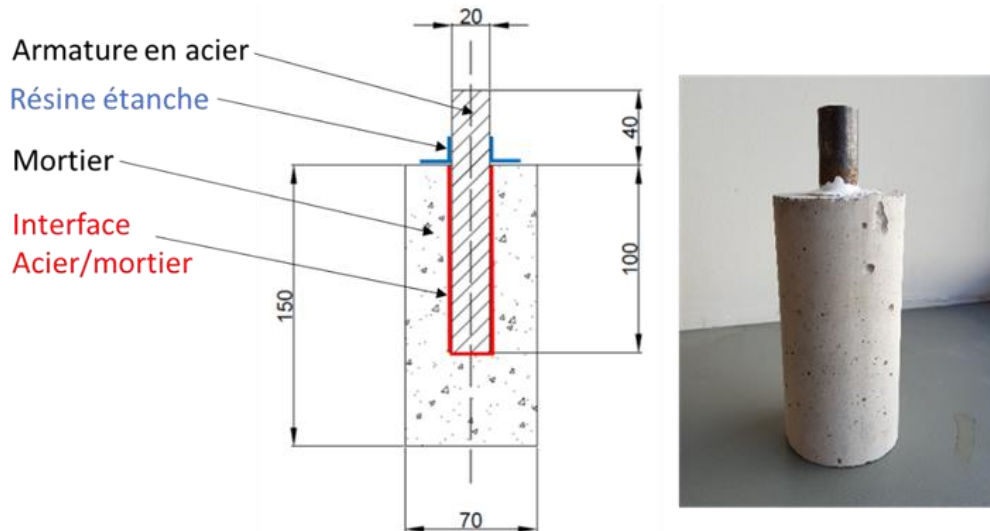 20
Armature en acier
Résine étanche
40
Mortier
Interface
Acier/mortier
100
150
70